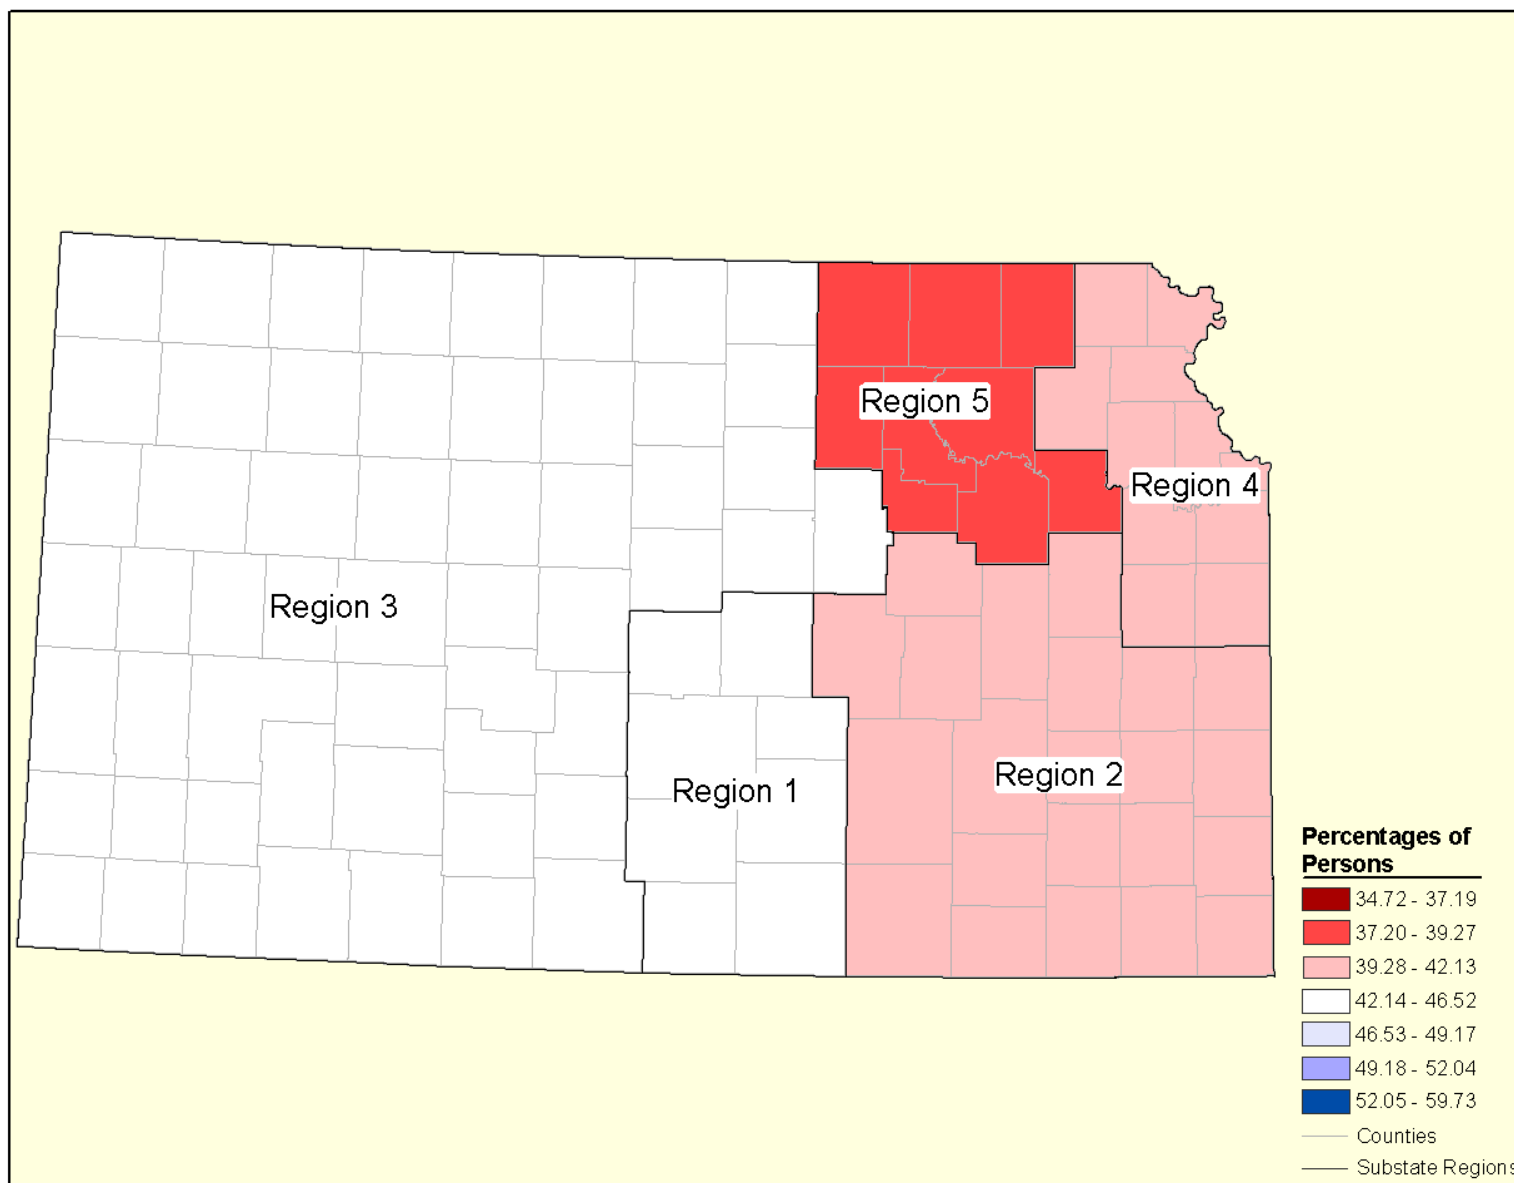 Region 5
Region 4
Region 3
Region 2
Region 1
Percentages of
Persons
34.72 - 37.19
37.20 - 39.27
39.28 - 42.13
42.14 - 46.52
46.53 - 49.17
49.18 - 52.04
52.05 - 59.73
Counties
Substate Regions